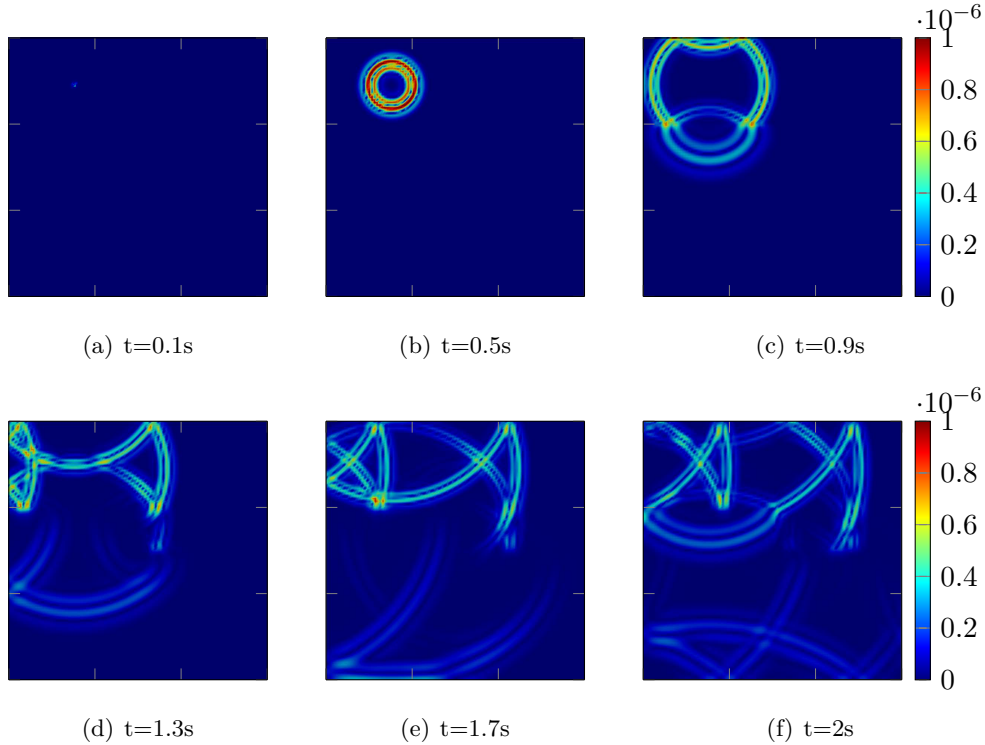 ·10⁻⁶
1
0.8
0.6
0.4
0.2
0
(a) t=0.1s
(b) t=0.5s
(c) t=0.9s
·10⁻⁶
1
0.8
0.6
0.4
0.2
0
(d) t=1.3s
(e) t=1.7s
(f) t=2s